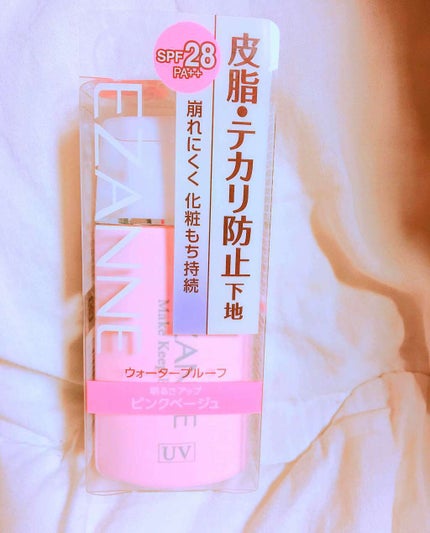 SPF28
PA++
皮脂・テカリ防止下地
崩れにくく 化粧もち持続
EZANNE
Make Keep
ZANNE
ウォータープルーフ
明るさアップ
ピンクベージュ
UV